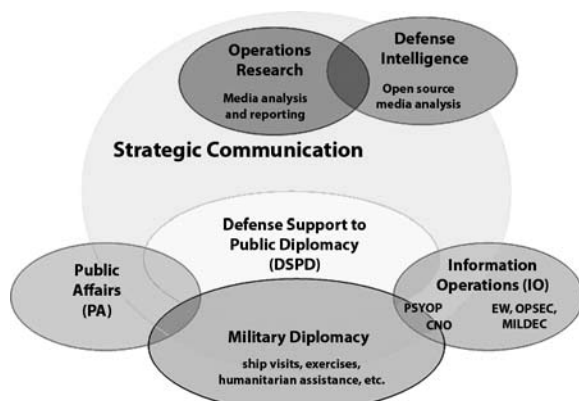 Operations
Research
Media analysis
and reporting
Defense
Intelligence
Open source
media analysis
Strategic Communication
Defense Support to
Public Diplomacy
(DSPD)
Public
Affairs
(PA)
Information
Operations (IO)
PSYOP
CNO
EW, OPSEC,
MILDEC
Military Diplomacy
ship visits, exercises,
humanitarian assistance, etc.